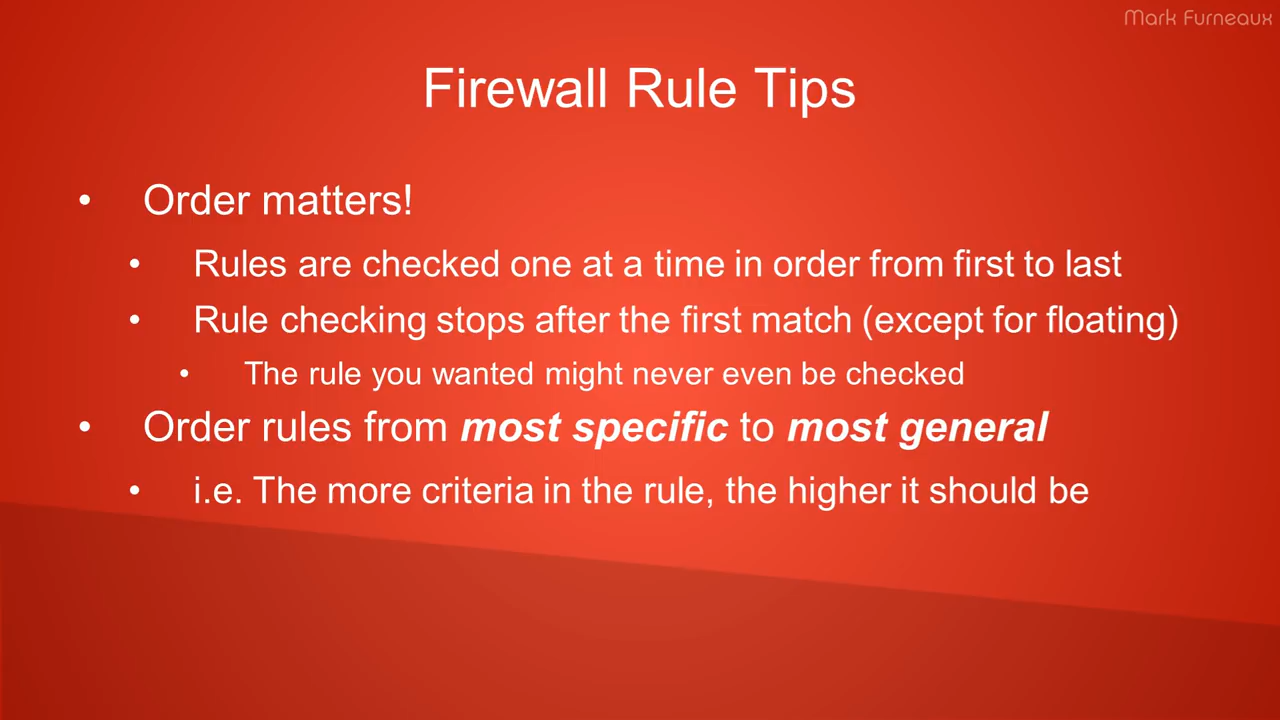 Mark Furneaux
Firewall Rule Tips
• Order matters!
• Rules are checked one at a time in order from first to last
• Rule checking stops after the first match (except for floating)
• The rule you wanted might never even be checked
• Order rules from most specific to most general
• i.e. The more criteria in the rule, the higher it should be